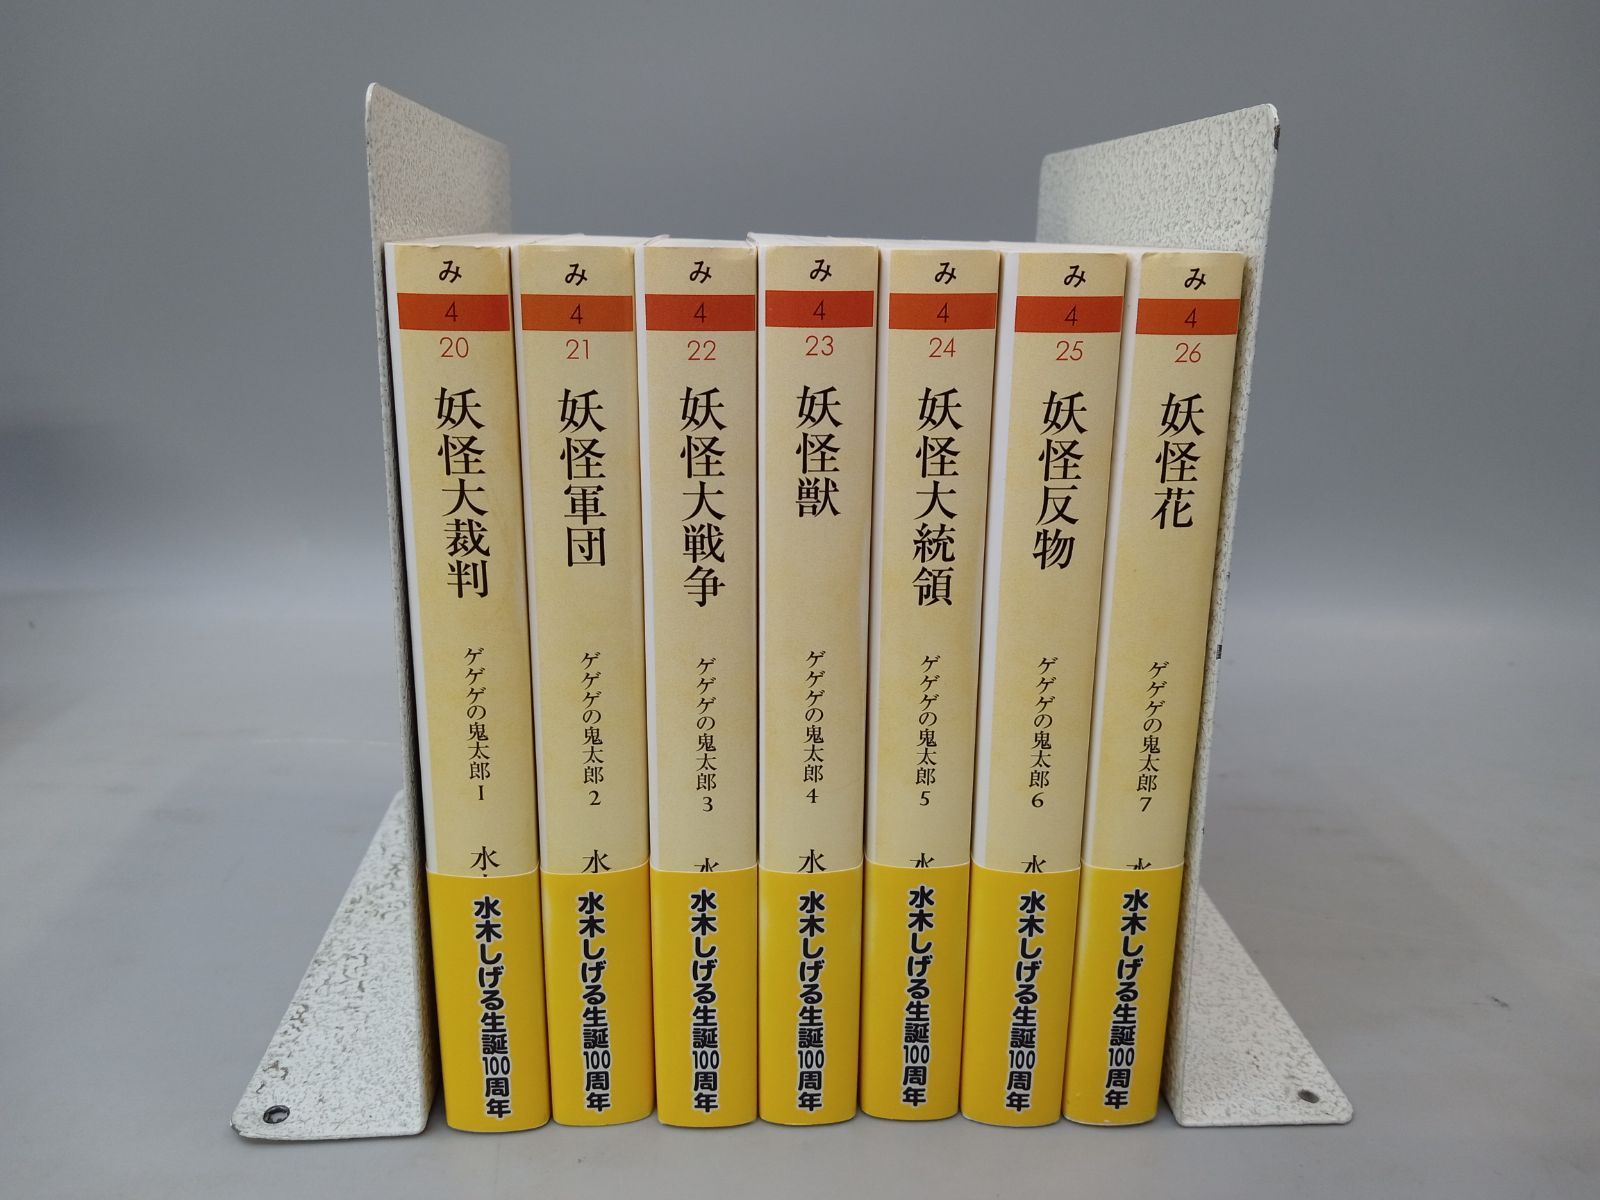 み
4
20
妖怪大裁判
ゲゲゲの鬼太郎 1
水
水木しげる生誕100周年
み
4
21
妖怪軍団
ゲゲゲの鬼太郎 2
水
水木しげる生誕100周年
み
4
22
妖怪大戦争
ゲゲゲの鬼太郎 3
水
水木しげる生誕100周年
み
4
23
妖怪獣
ゲゲゲの鬼太郎 4
水
水木しげる生誕100周年
み
4
24
妖怪大統領
ゲゲゲの鬼太郎 5
水
水木しげる生誕100周年
み
4
25
妖怪反物
ゲゲゲの鬼太郎 6
水
水木しげる生誕100周年
み
4
26
妖怪花
ゲゲゲの鬼太郎 7
水
水木しげる生誕100周年